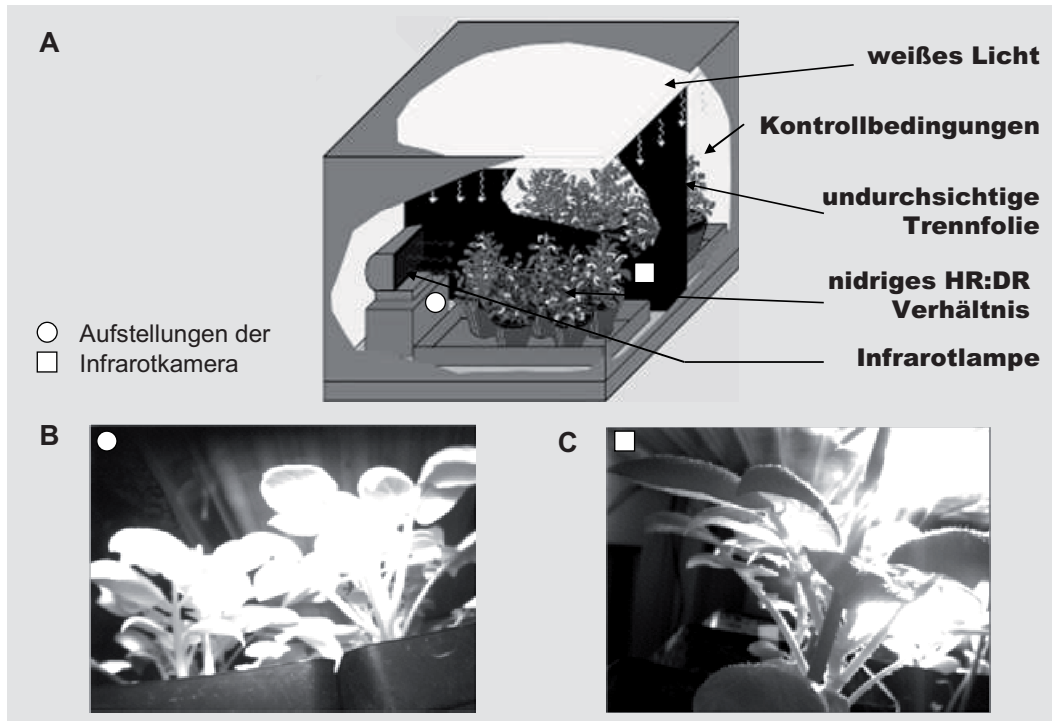 A
weißes Licht
Kontrollbedingungen
undurchsichtige
Trennfolie
nidriges HR:DR
Verhältnis
Infrarotlampe
Aufstellungen der
Infrarotkamera
B
C